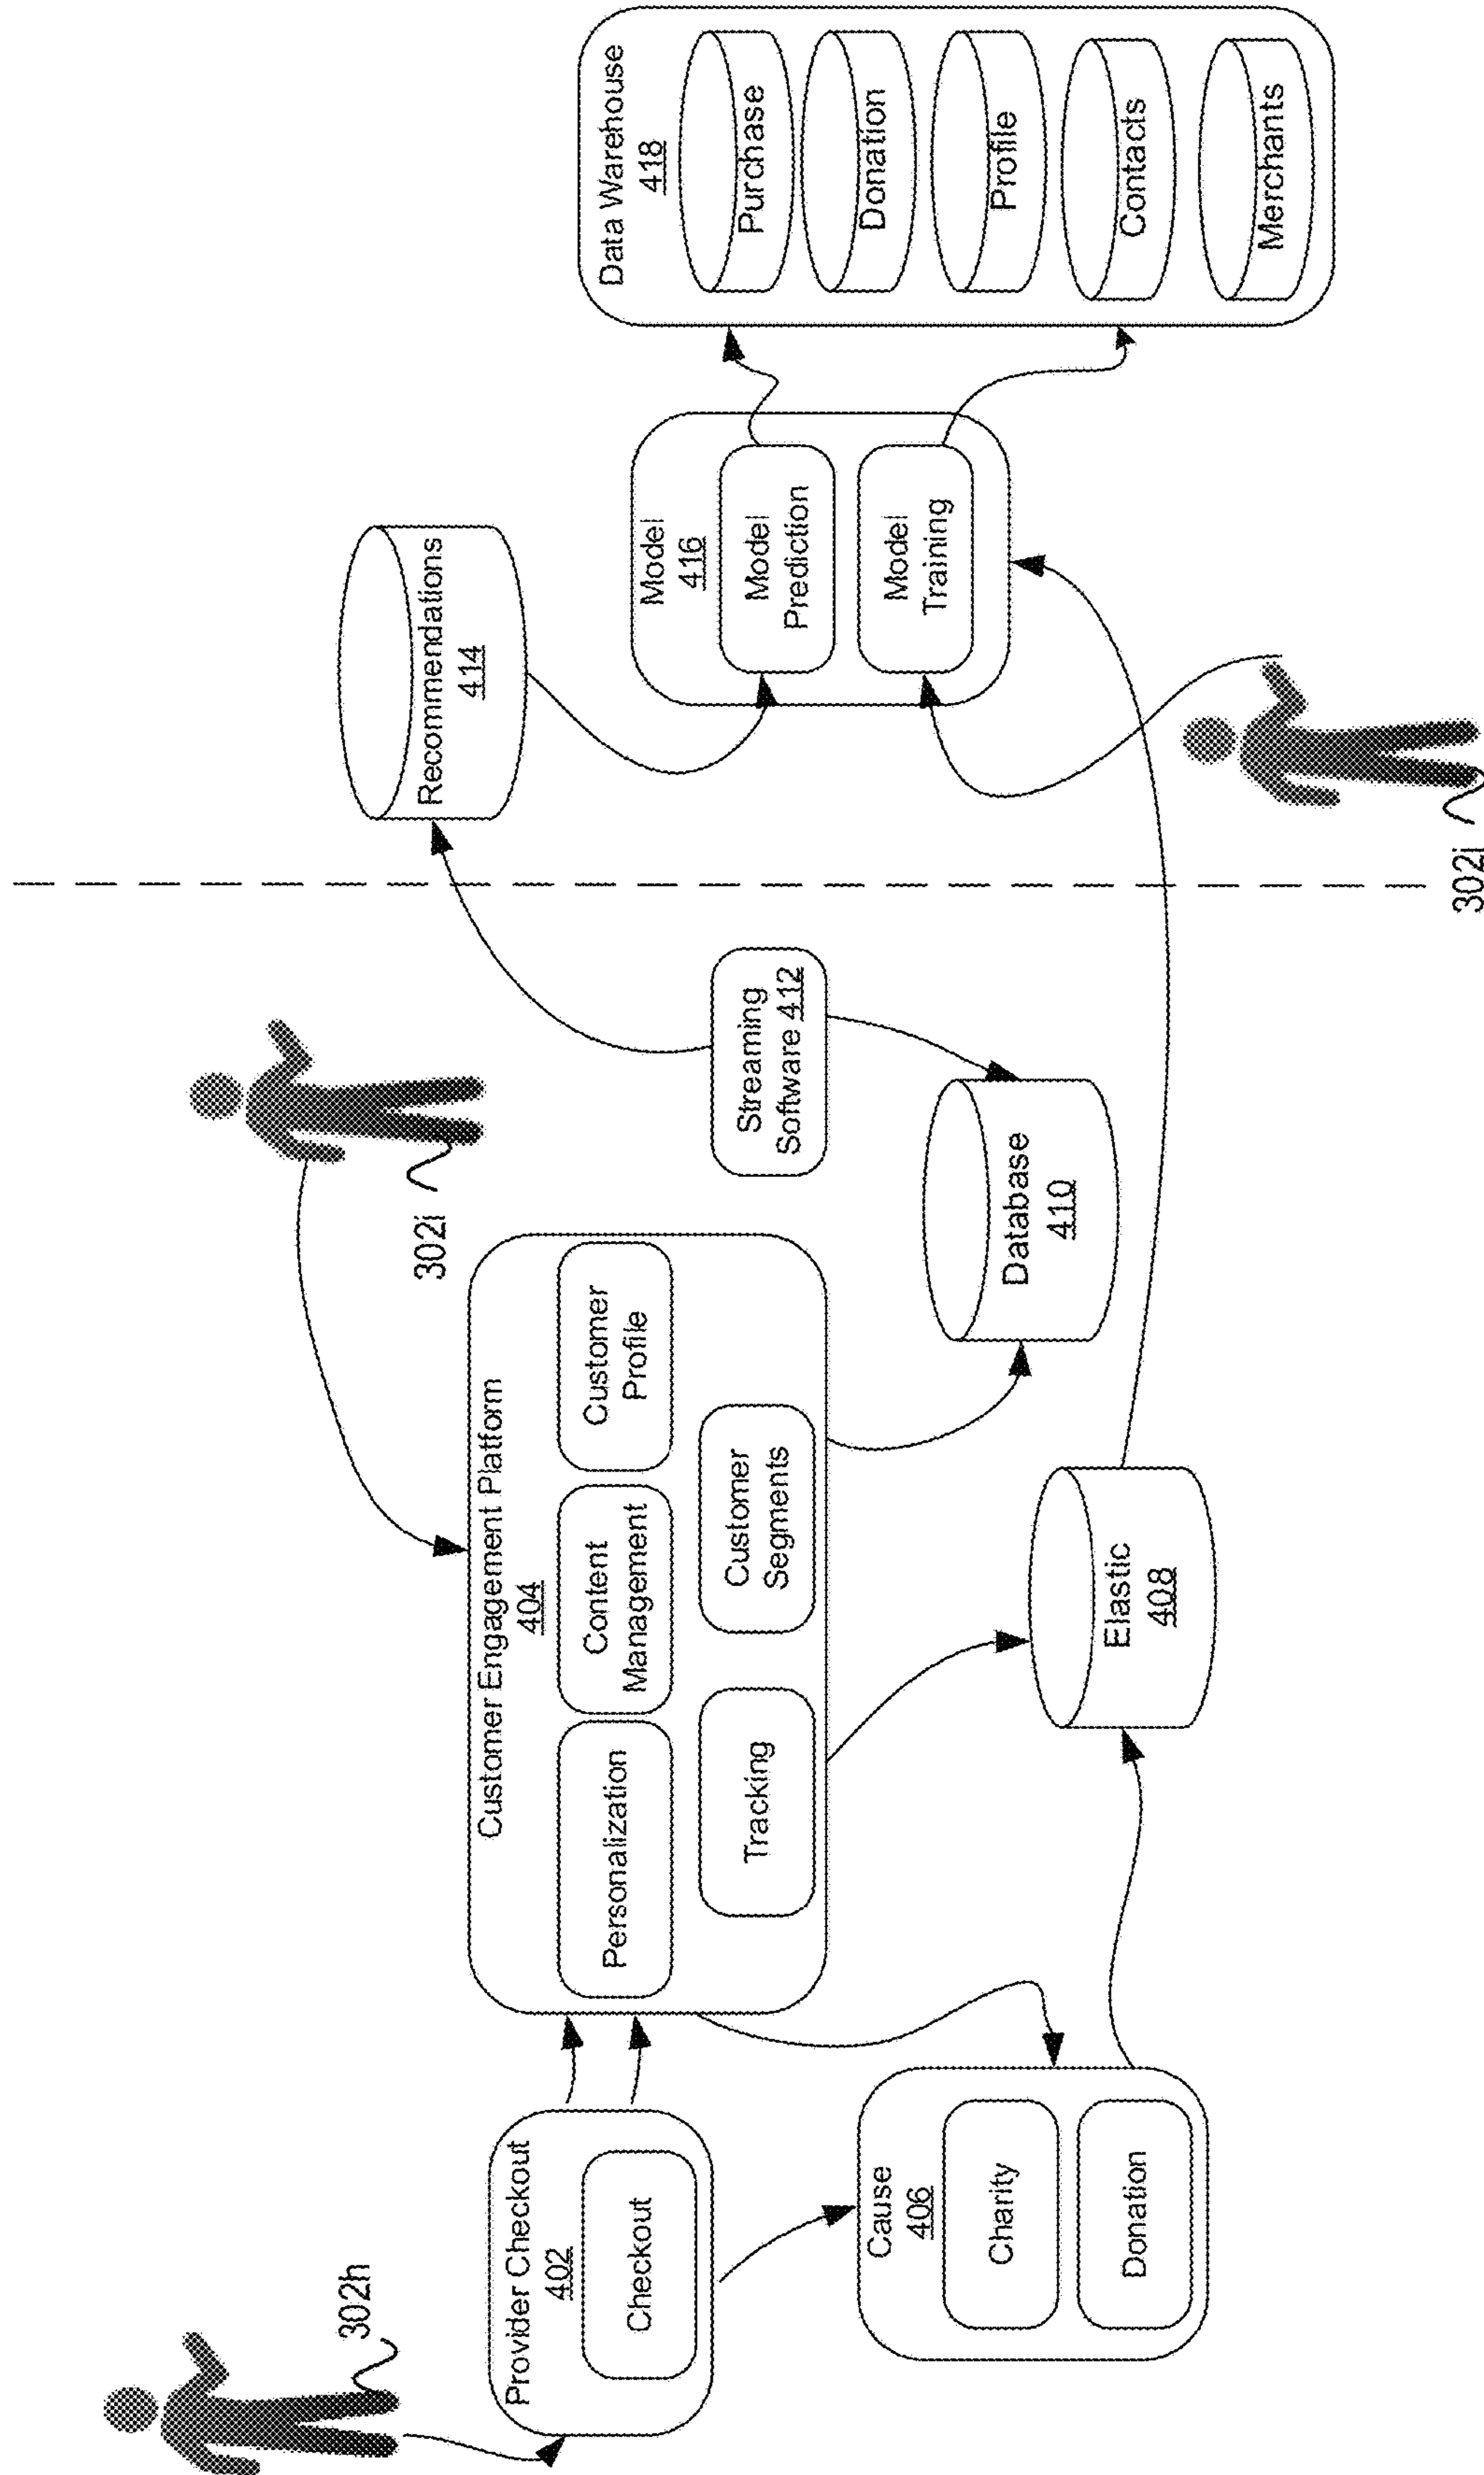 302h
Provider Checkout
402
Checkout
Cause
406
Charity
Donation
Customer Engagement Platform
404
Personalization
Content
Management
Customer
Profile
Tracking
Customer
Segments
302i
Elastic
408
Database
410
Streaming
Software 412
Recommendations
414
Model
416
Model
Prediction
Model
Training
302j
Data Warehouse
418
Purchase
Donation
Profile
Contacts
Merchants